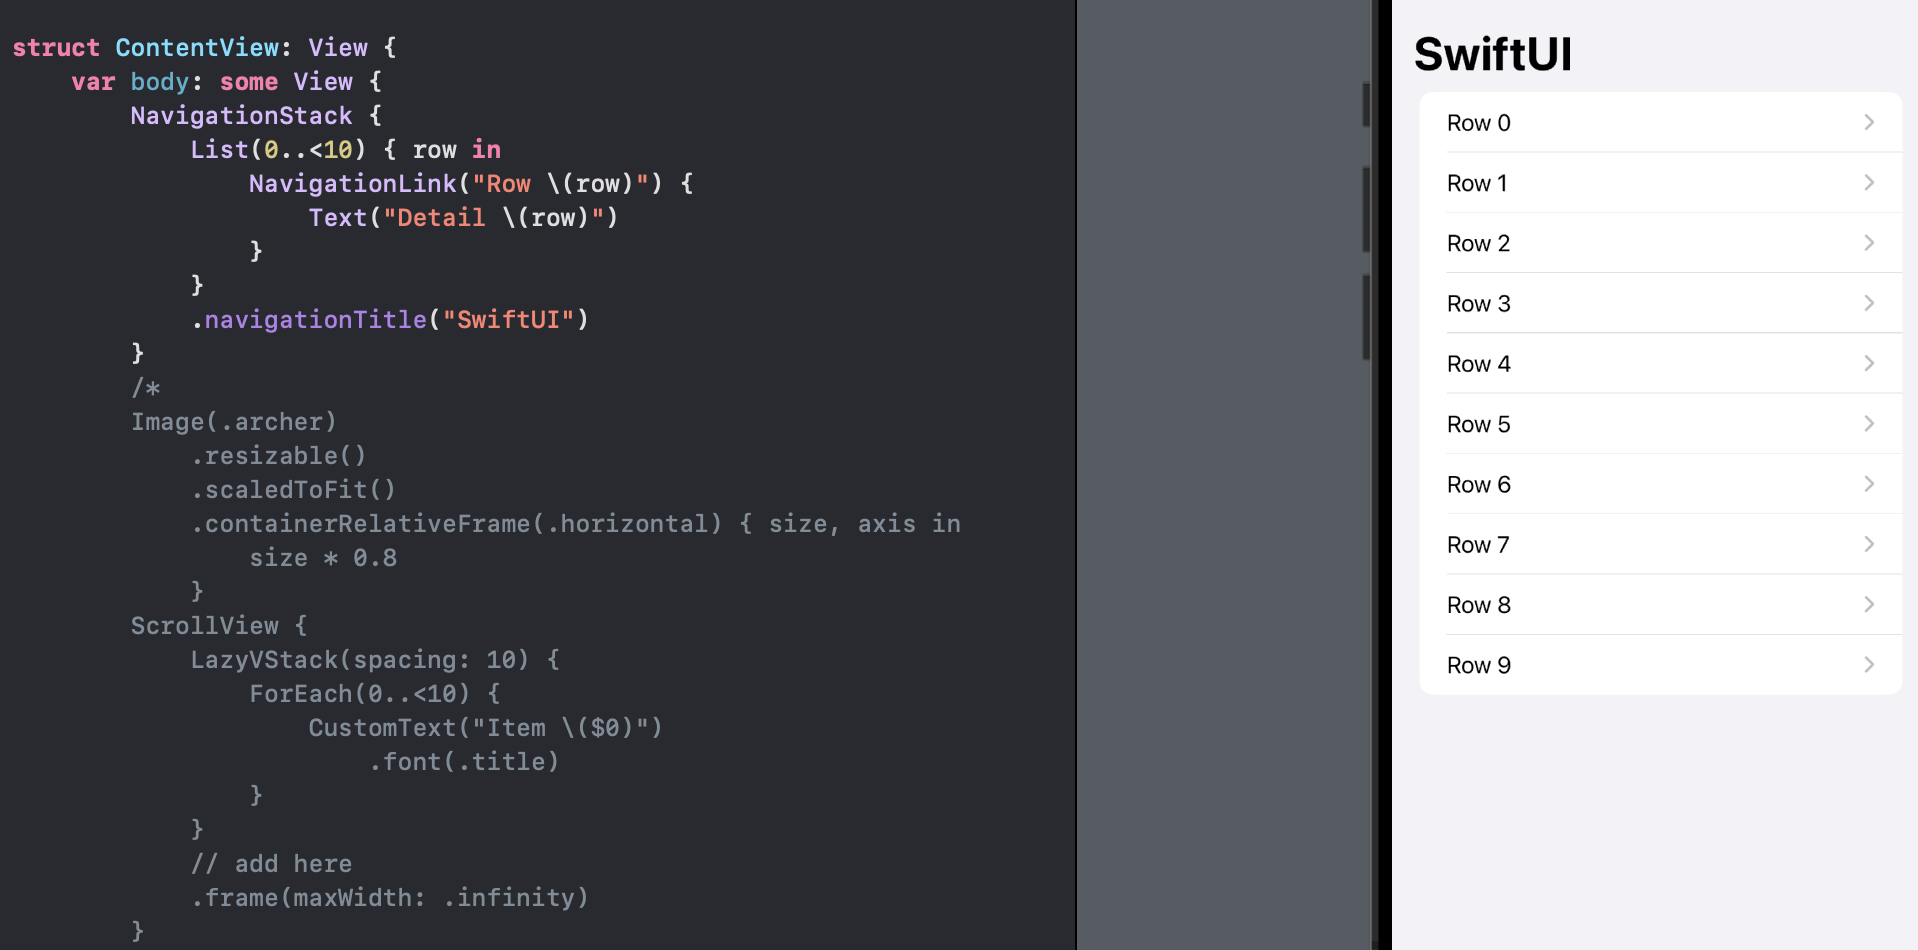 struct ContentView: View {
    var body: some View {
        NavigationStack {
            List(0..<10) { row in
                NavigationLink("Row \(row)") {
                    Text("Detail \(row)")
                }
            }
            .navigationTitle("SwiftUI")
        }
        /*
        Image(.archer)
            .resizable()
            .scaledToFit()
            .containerRelativeFrame(.horizontal) { size, axis in
                size * 0.8
            }
        ScrollView {
            LazyVStack(spacing: 10) {
                ForEach(0..<10) {
                    CustomText("Item \($0)")
                        .font(.title)
                }
            }
            // add here
            .frame(maxWidth: .infinity)
        }
SwiftUI
Row 0
Row 1
Row 2
Row 3
Row 4
Row 5
Row 6
Row 7
Row 8
Row 9